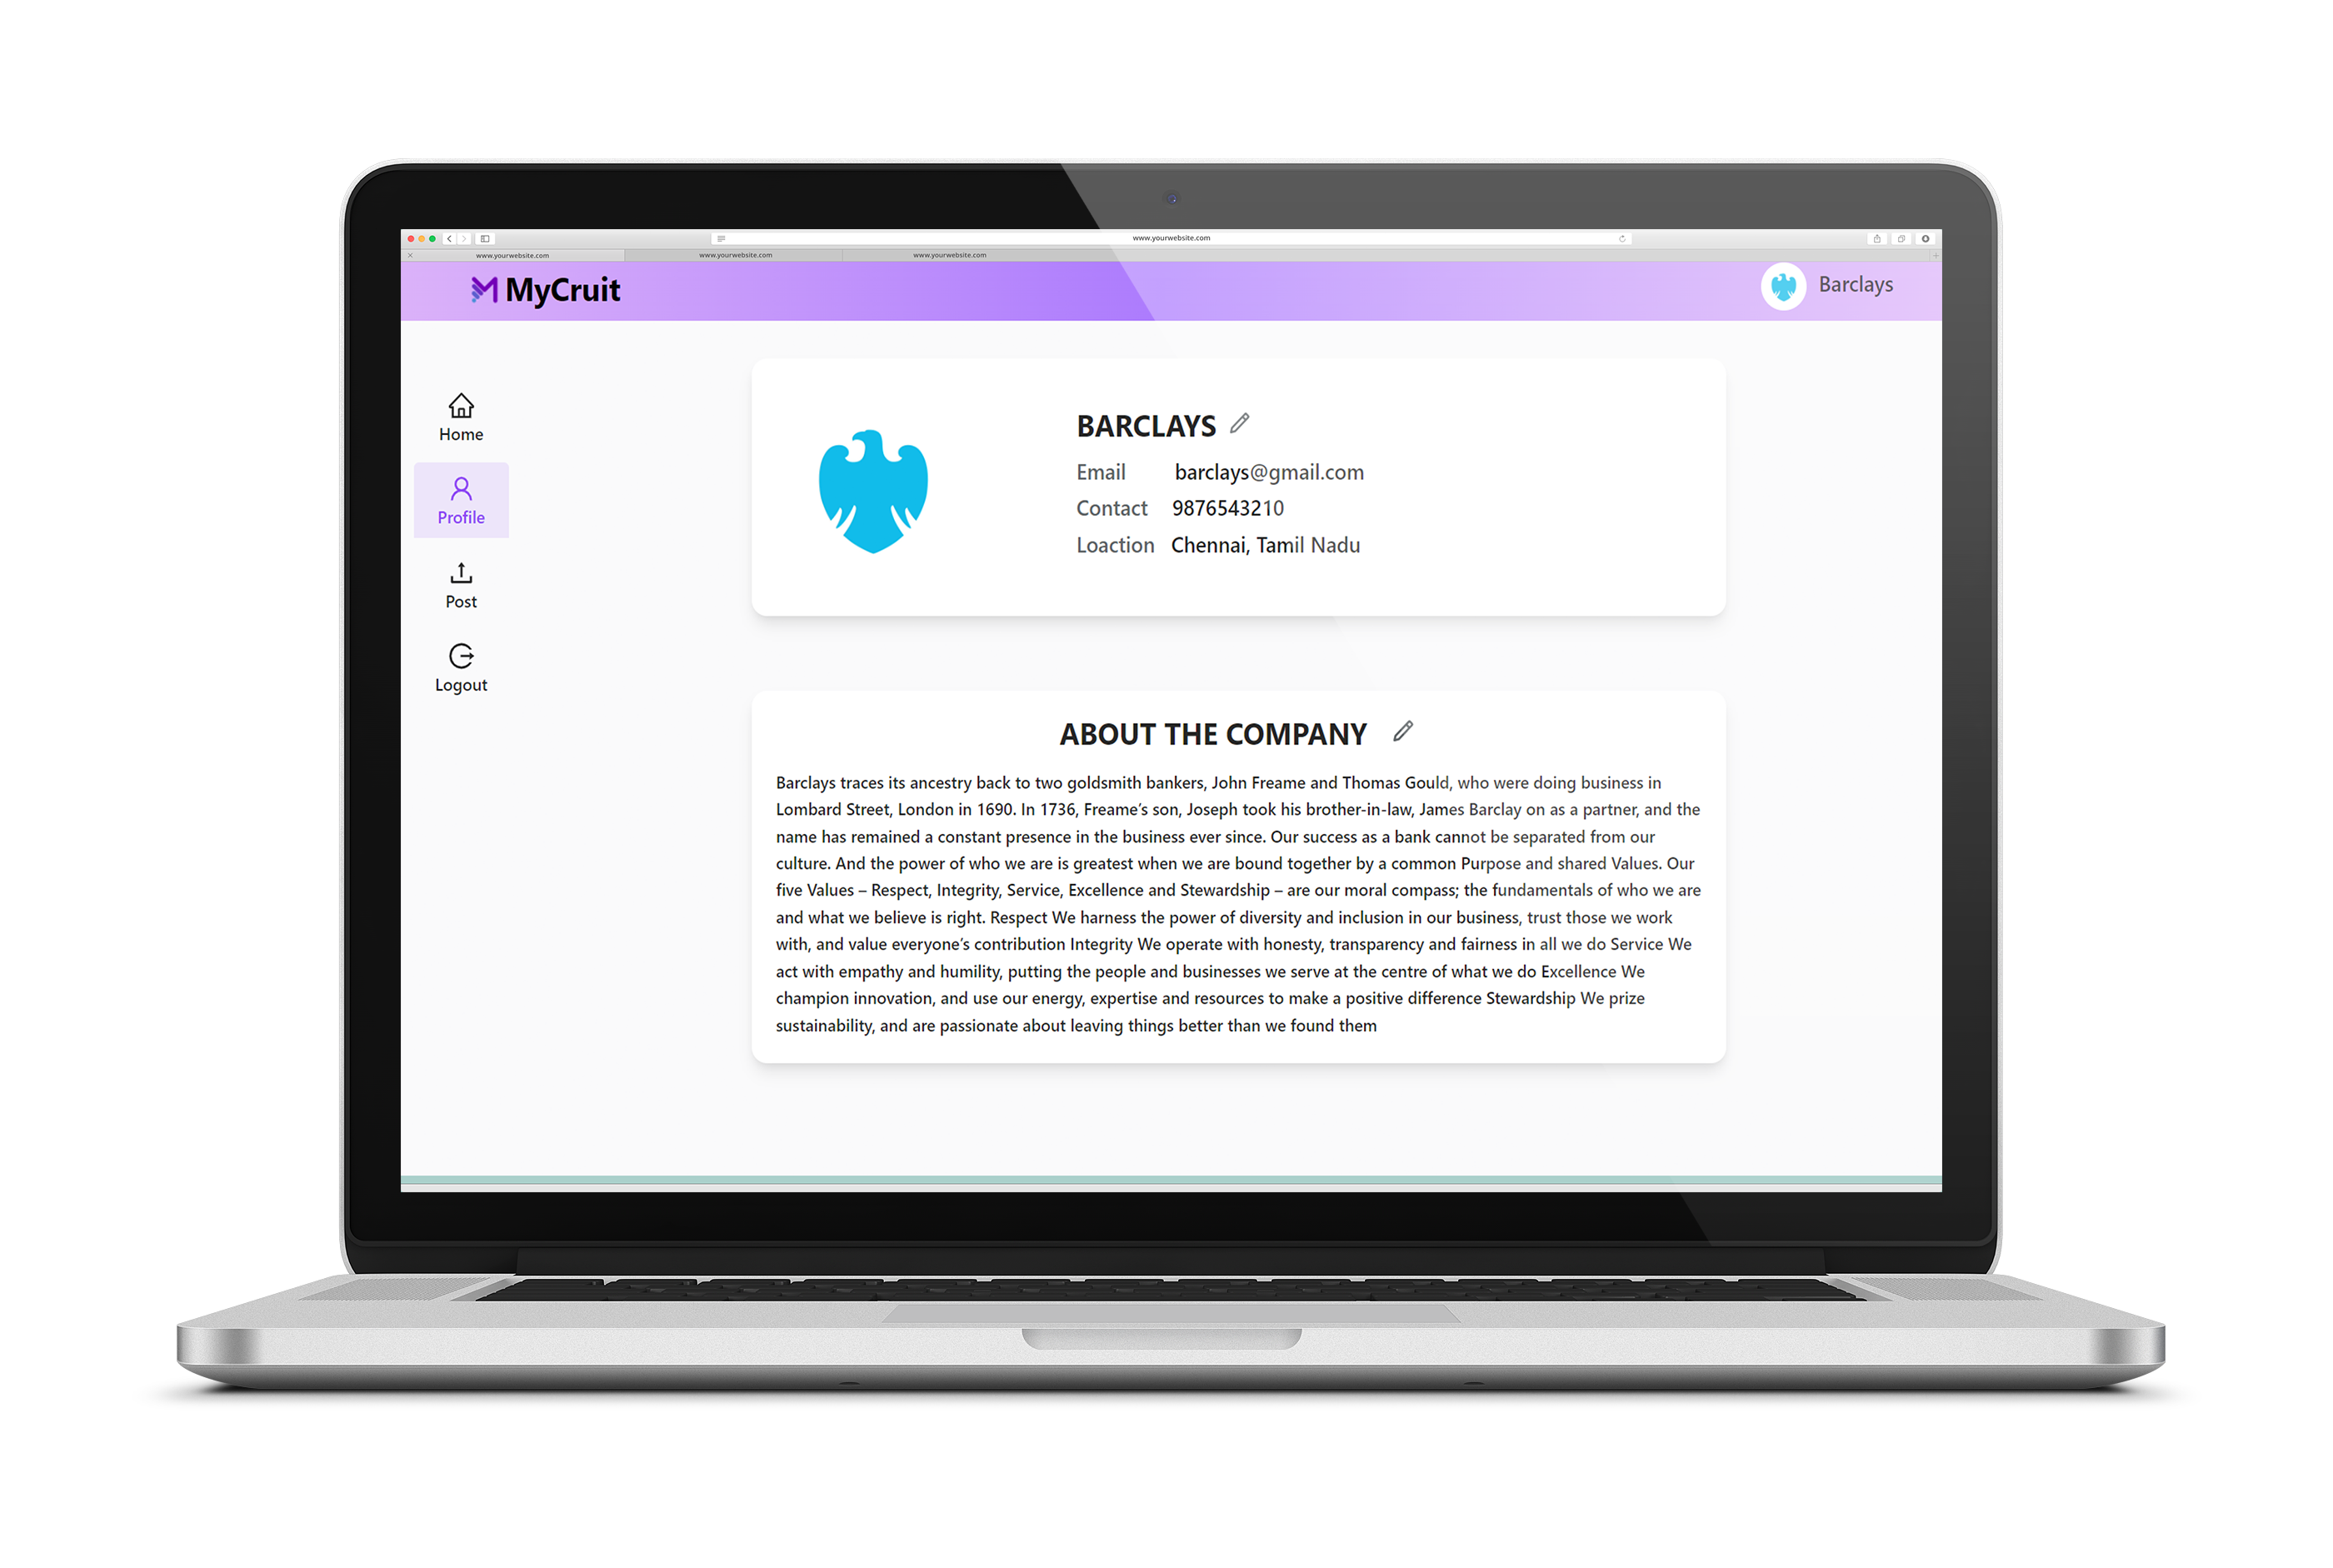 www.yourwebsite.com
www.yourwebsite.com www.yourwebsite.com www.yourwebsite.com
MyCruit
Barclays
Home
Profile
Post
Logout
BARCLAYS
Email barclays@gmail.com
Contact 9876543210
Loaction Chennai, Tamil Nadu
ABOUT THE COMPANY
Barclays traces its ancestry back to two goldsmith bankers, John Freame and Thomas Gould, who were doing business in
Lombard Street, London in 1690. In 1736, Freame’s son, Joseph took his brother-in-law, James Barclay on as a partner, and the
name has remained a constant presence in the business ever since. Our success as a bank cannot be separated from our
culture. And the power of who we are is greatest when we are bound together by a common Purpose and shared Values. Our
five Values – Respect, Integrity, Service, Excellence and Stewardship – are our moral compass; the fundamentals of who we are
and what we believe is right. Respect We harness the power of diversity and inclusion in our business, trust those we work
with, and value everyone’s contribution Integrity We operate with honesty, transparency and fairness in all we do Service We
act with empathy and humility, putting the people and businesses we serve at the centre of what we do Excellence We
champion innovation, and use our energy, expertise and resources to make a positive difference Stewardship We prize
sustainability, and are passionate about leaving things better than we found them